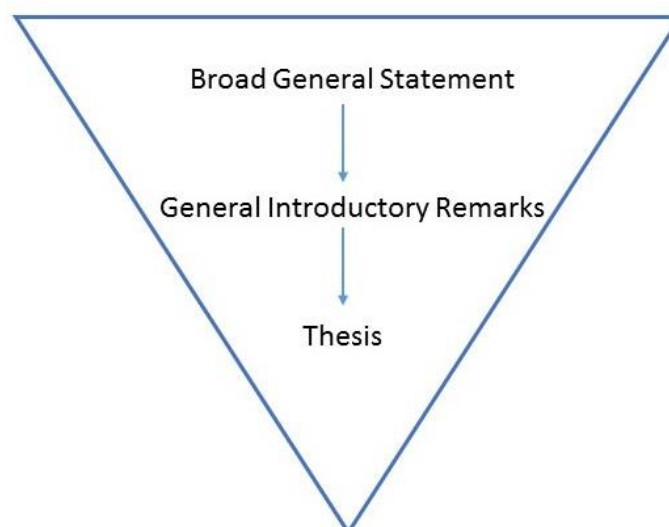 Broad General Statement
General Introductory Remarks
Thesis